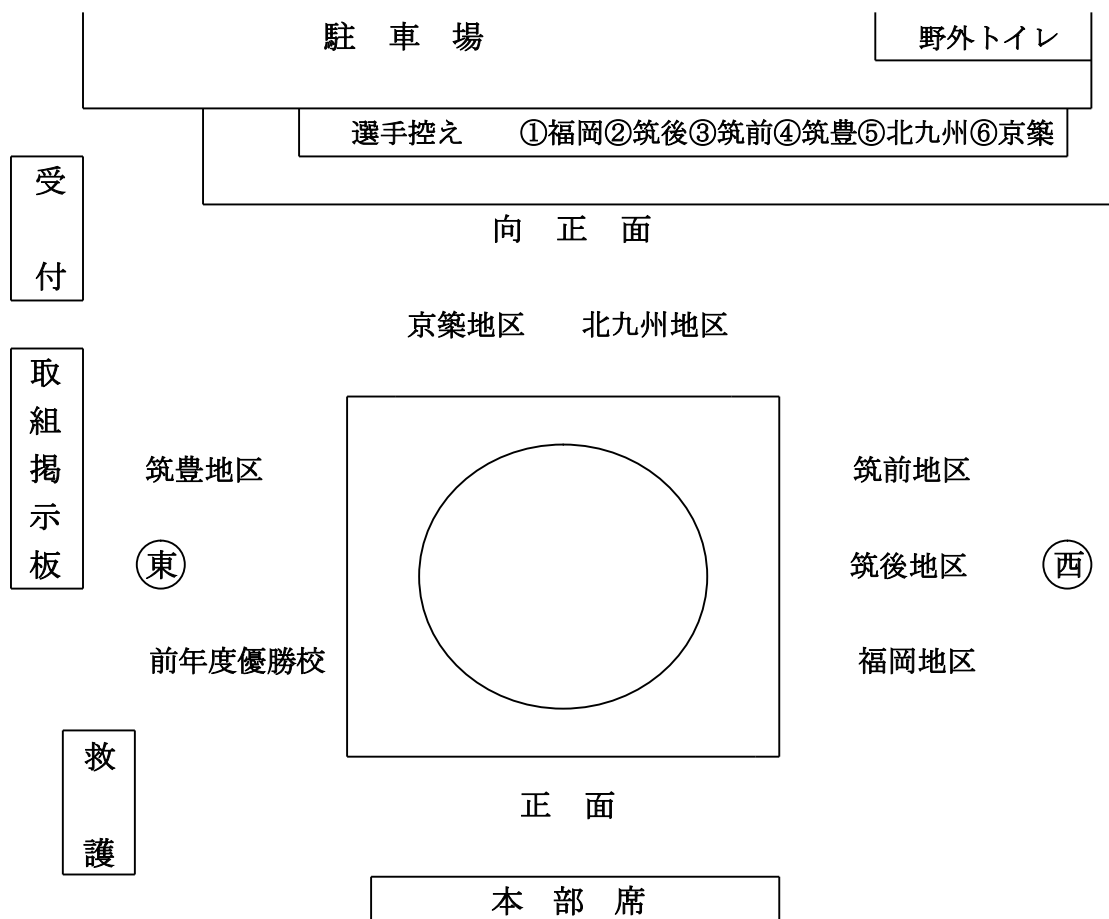 駐 車 場
野外トイレ
選手控え ①福岡②筑後③筑前④筑豊⑤北九州⑥京築
受付
向 正 面
京築地区 北九州地区
取組掲示板
筑豊地区
筑前地区
東
筑後地区
西
前年度優勝校
福岡地区
救護
正 面
本 部 席